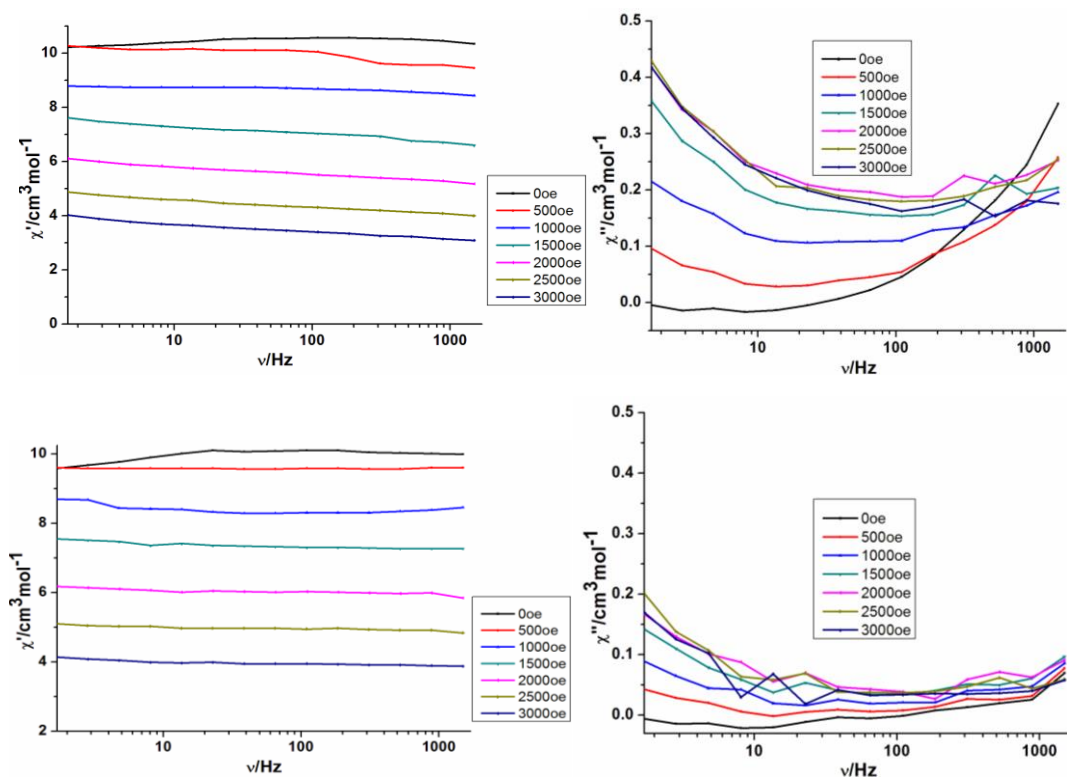 10
8
6
4
2
0
χ'/cm³mol⁻¹
10
100
1000
ν/Hz
0oe
500oe
1000oe
1500oe
2000oe
2500oe
3000oe
0.5
0.4
0.3
0.2
0.1
0.0
χ''/cm³mol⁻¹
10
100
1000
ν/Hz
0oe
500oe
1000oe
1500oe
2000oe
2500oe
3000oe
10
8
6
4
2
χ'/cm³mol⁻¹
10
100
1000
ν/Hz
0oe
500oe
1000oe
1500oe
2000oe
2500oe
3000oe
0.5
0.4
0.3
0.2
0.1
0.0
χ''/cm³mol⁻¹
10
100
1000
ν/Hz
0oe
500oe
1000oe
1500oe
2000oe
2500oe
3000oe